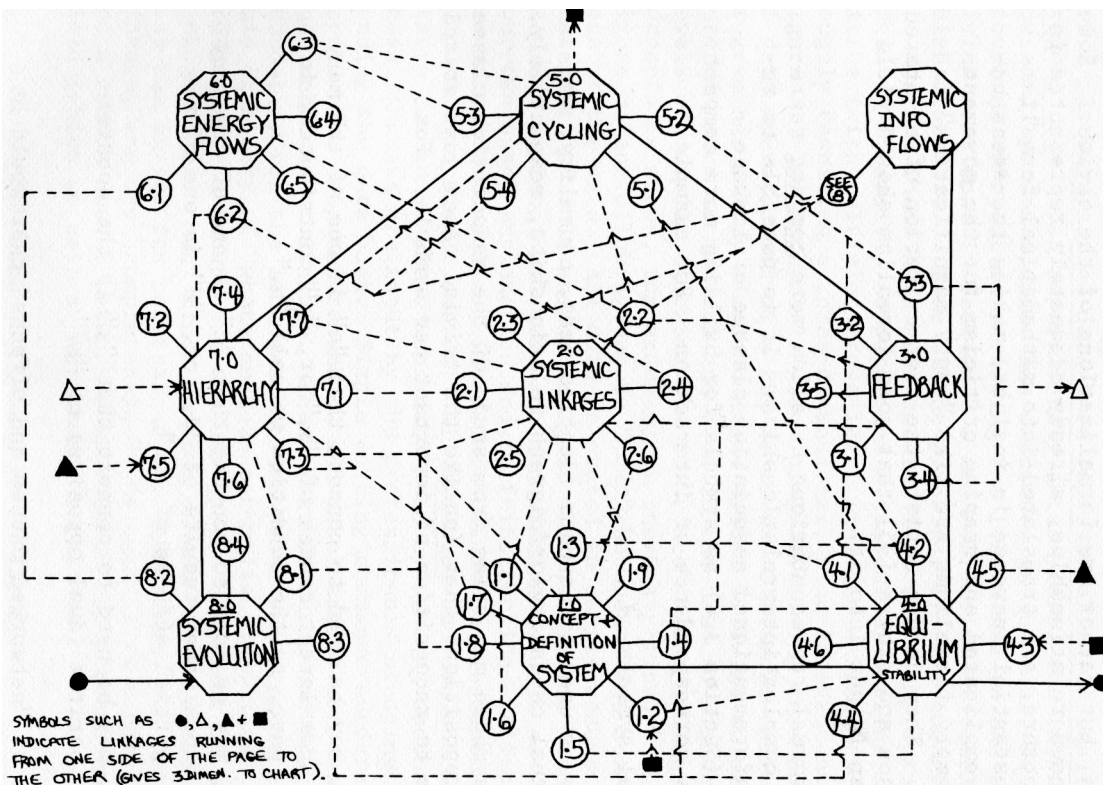 6.3
6.0
SYSTEMIC
ENERGY
FLOWS
6.4
6.1
6.5
6.2
5.0
SYSTEMIC
CYCLING
5.3
5.2
5.4
5.1
SYSTEMIC
INFO
FLOWS
SEE
(8)
7.4
7.2
7.7
7.0
HIERARCHY
7.1
7.5
7.3
7.6
2.3
2.2
2.0
SYSTEMIC
LINKAGES
2.1
2.4
2.5
2.6
3.3
3.2
3.0
FEEDBACK
3.5
3.1
3.4
8.4
8.2
8.1
8.0
SYSTEMIC
EVOLUTION
8.3
1.3
1.1
1.9
1.7
1.0
CONCEPT +
DEFINITION
OF
SYSTEM
1.8
1.4
1.6
1.2
1.5
4.2
4.1
4.5
4.0
EQUI-
LIBRIUM
STABILITY
4.6
4.3
4.4
SYMBOLS SUCH AS ●, △, ▲ + ■
INDICATE LINKAGES RUNNING
FROM ONE SIDE OF THE PAGE TO
THE OTHER (GIVES 3DIMEN. TO CHART).